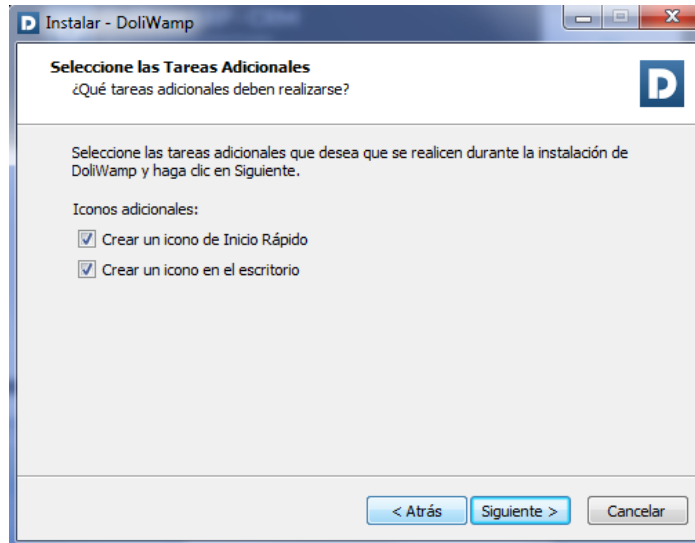 Instalar - DoliWamp
Seleccione las Tareas Adicionales
¿Qué tareas adicionales deben realizarse?
Seleccione las tareas adicionales que desea que se realicen durante la instalación de
DoliWamp y haga clic en Siguiente.
Iconos adicionales:
Crear un icono de Inicio Rápido
Crear un icono en el escritorio
< Atrás Siguiente > Cancelar